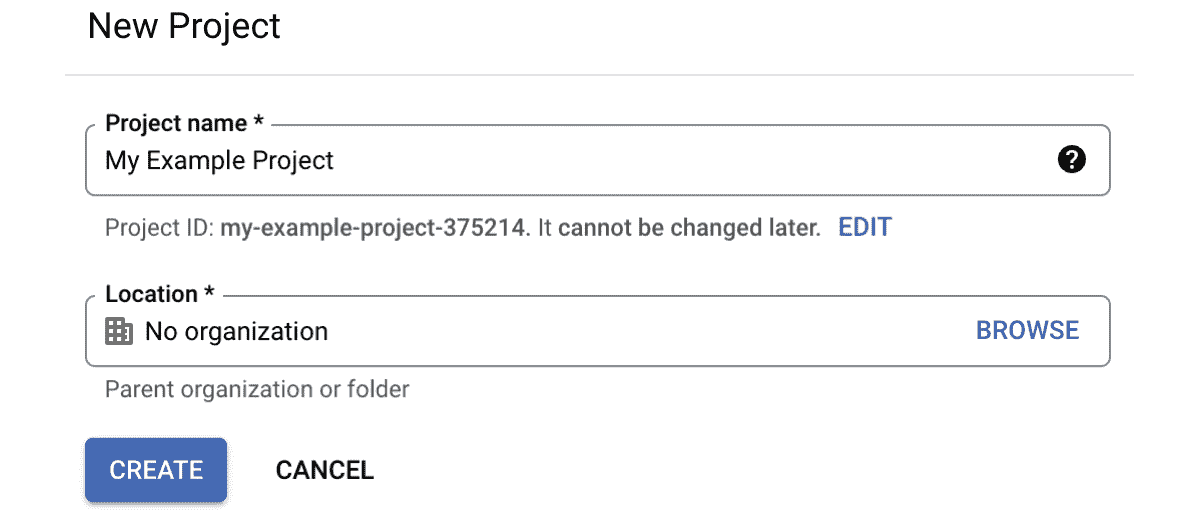 New Project
Project name *
My Example Project
?
Project ID: my-example-project-375214. It cannot be changed later. EDIT
Location *
No organization BROWSE
Parent organization or folder
CREATE CANCEL